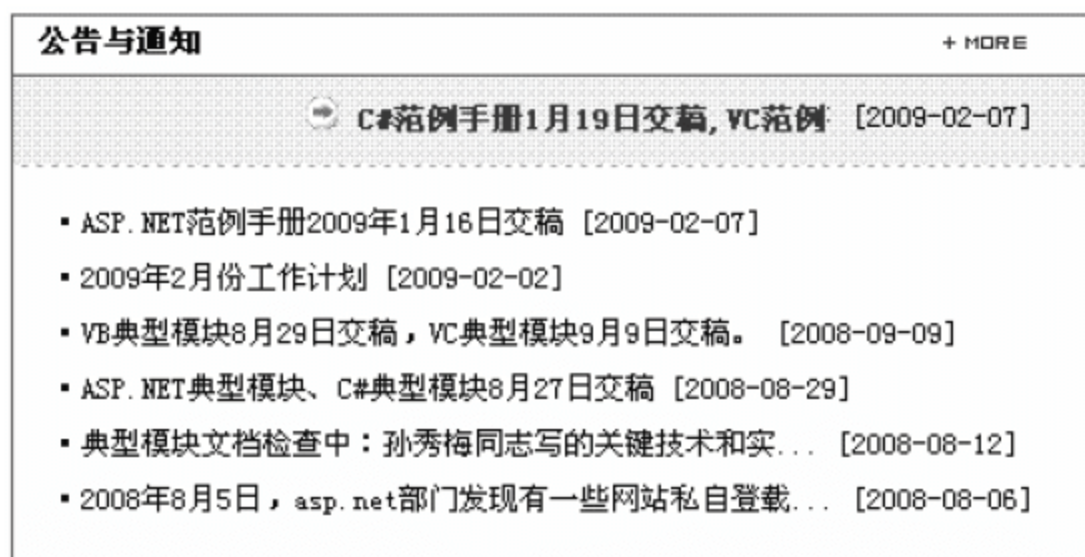 公告与通知 + MORE
C#范例手册1月19日交稿,VC范例 [2009-02-07]
▪ ASP.NET范例手册2009年1月16日交稿 [2009-02-07]
▪ 2009年2月份工作计划 [2009-02-02]
▪ VB典型模块8月29日交稿，VC典型模块9月9日交稿。 [2008-09-09]
▪ ASP.NET典型模块、C#典型模块8月27日交稿 [2008-08-29]
▪ 典型模块文档检查中：孙秀梅同志写的关键技术和实... [2008-08-12]
▪ 2008年8月5日，asp.net部门发现有一些网站私自登载... [2008-08-06]